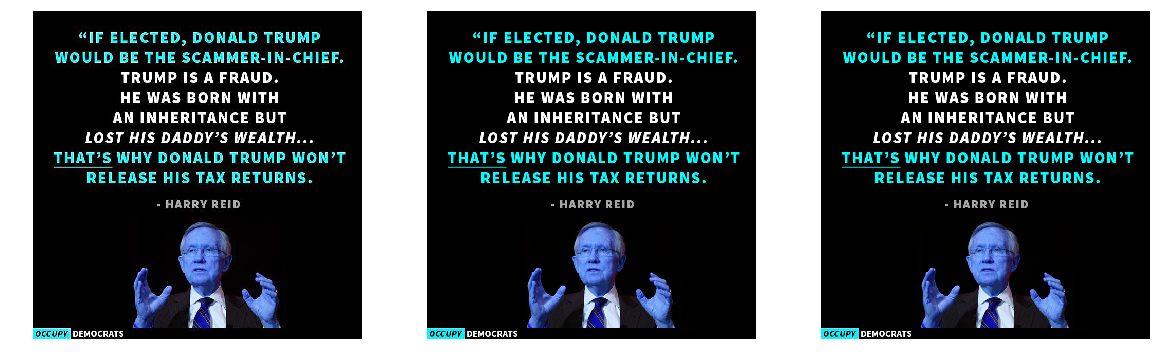 “IF ELECTED, DONALD TRUMP
WOULD BE THE SCAMMER-IN-CHIEF.
TRUMP IS A FRAUD.
HE WAS BORN WITH
AN INHERITANCE BUT
LOST HIS DADDY’S WEALTH...
THAT’S WHY DONALD TRUMP WON’T
RELEASE HIS TAX RETURNS.
- HARRY REID
OCCUPY DEMOCRATS
“IF ELECTED, DONALD TRUMP
WOULD BE THE SCAMMER-IN-CHIEF.
TRUMP IS A FRAUD.
HE WAS BORN WITH
AN INHERITANCE BUT
LOST HIS DADDY’S WEALTH...
THAT’S WHY DONALD TRUMP WON’T
RELEASE HIS TAX RETURNS.
- HARRY REID
OCCUPY DEMOCRATS
“IF ELECTED, DONALD TRUMP
WOULD BE THE SCAMMER-IN-CHIEF.
TRUMP IS A FRAUD.
HE WAS BORN WITH
AN INHERITANCE BUT
LOST HIS DADDY’S WEALTH...
THAT’S WHY DONALD TRUMP WON’T
RELEASE HIS TAX RETURNS.
- HARRY REID
OCCUPY DEMOCRATS